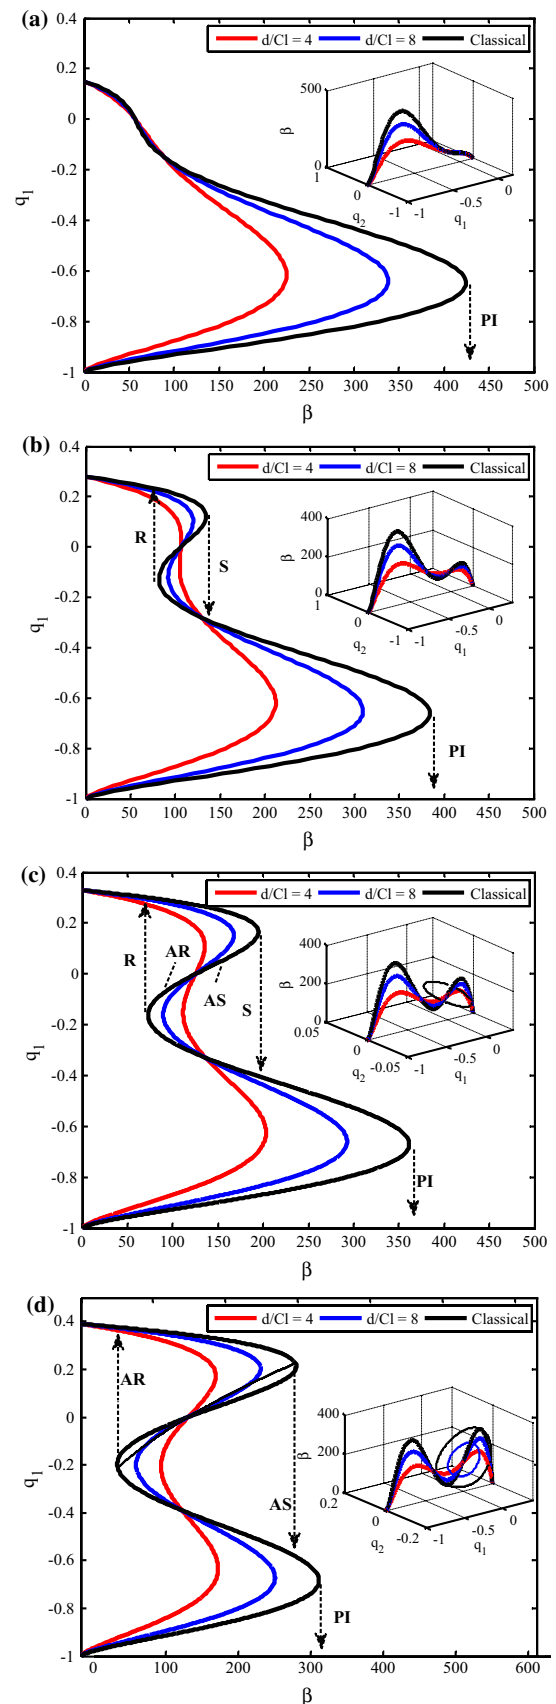 (a)
d/Cl = 4 d/Cl = 8 Classical
0.4
0.2
0
-0.2
-0.4
-0.6
-0.8
-1
q1
500
0
β
1
0
-1
q2
-1
-0.5
0
q1
PI
0 50 100 150 200 250 300 350 400 450 500
β
(b)
d/Cl = 4 d/Cl = 8 Classical
0.4
0.2
0
-0.2
-0.4
-0.6
-0.8
-1
q1
R
S
400
200
0
β
1
0
-1
q2
-1
-0.5
0
q1
PI
0 50 100 150 200 250 300 350 400 450 500
β
(c)
d/Cl = 4 d/Cl = 8 Classical
0.4
0.2
0
-0.2
-0.4
-0.6
-0.8
-1
q1
R
AR
AS
S
400
200
0
β
0.05
0
-0.05
q2
-1
-0.5
0
q1
PI
0 50 100 150 200 250 300 350 400 450 500
β
(d)
d/Cl = 4 d/Cl = 8 Classical
0.4
0.2
0
-0.2
-0.4
-0.6
-0.8
-1
q1
AR
AS
400
200
0
β
0.2
0
-0.2
q2
-1
-0.5
0
q1
PI
0 100 200 300 400 500 600
β